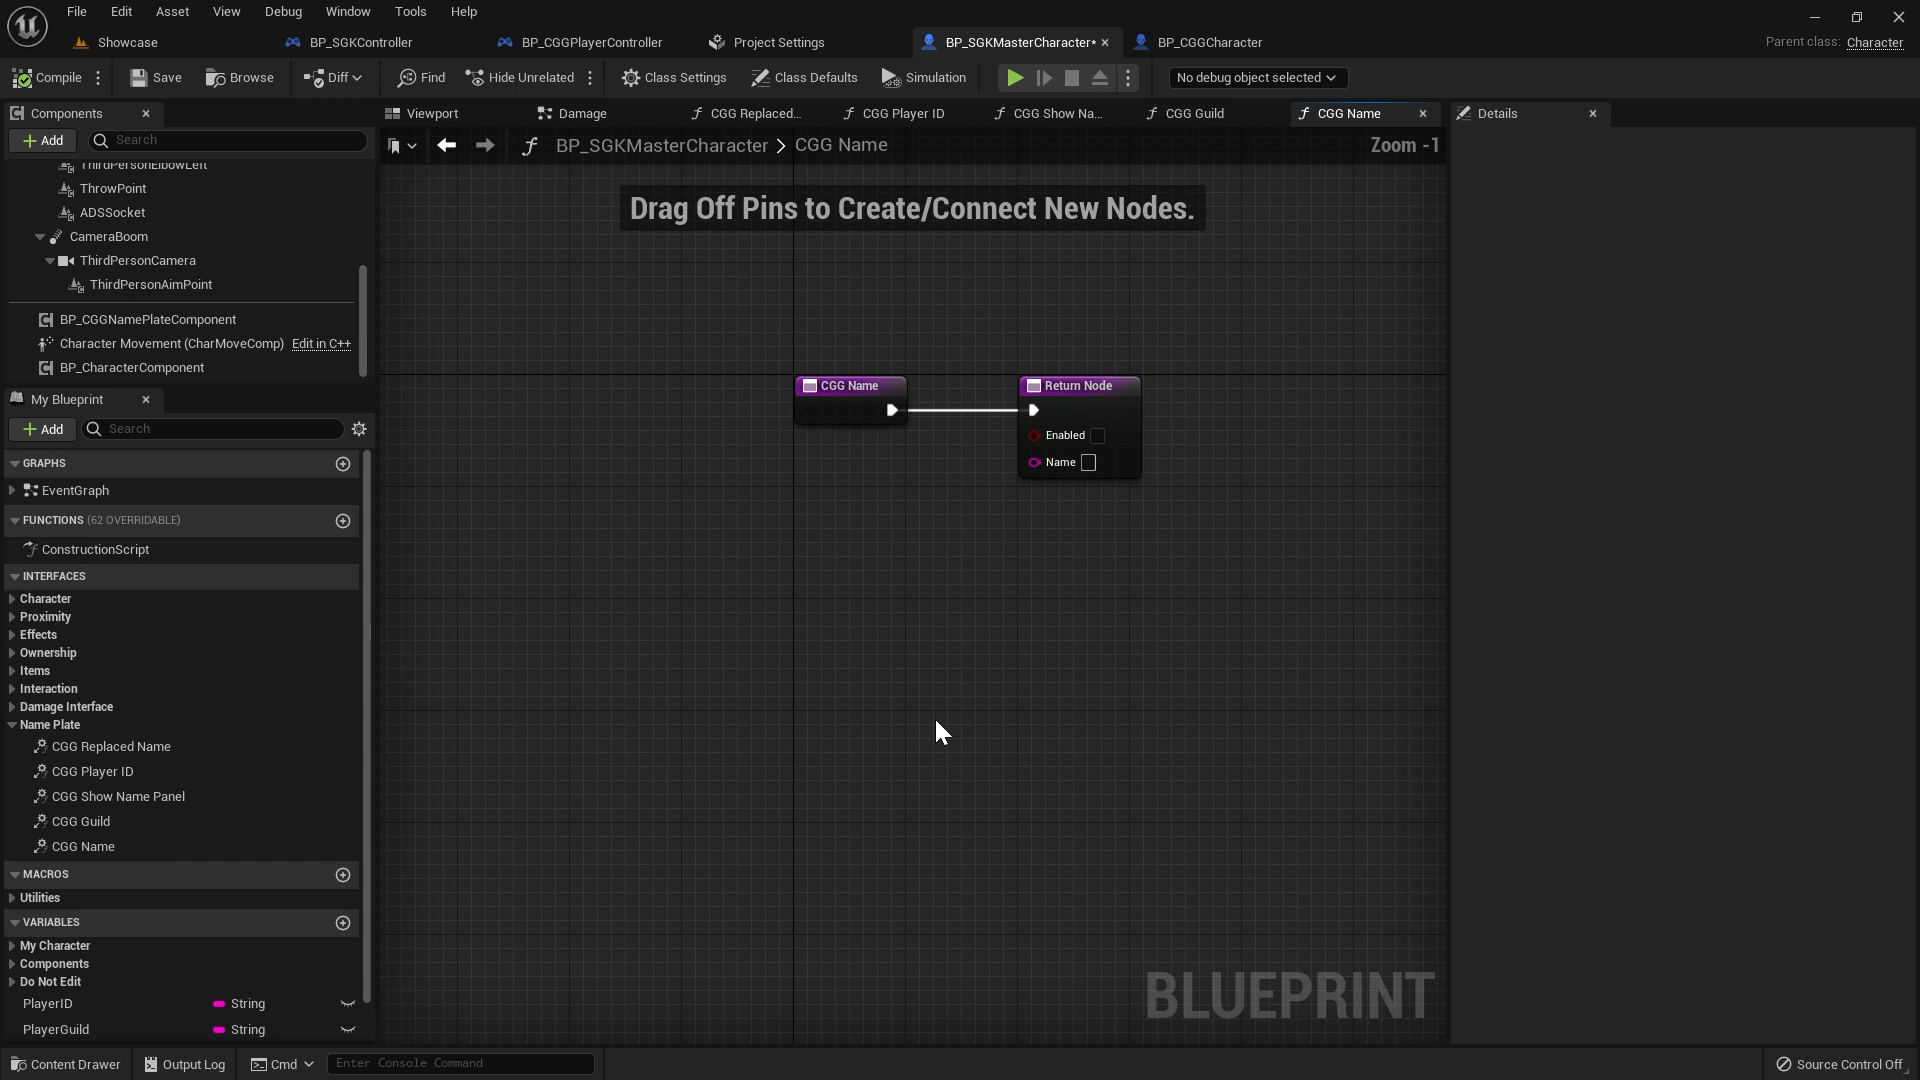 File Edit Asset View Debug Window Tools Help
Showcase BP_SGKController BP_CGGPlayerController Project Settings BP_SGKMasterCharacter* BP_CGGCharacter Parent class: Character
Compile Save Browse Diff Find Hide Unrelated Class Settings Class Defaults Simulation No debug object selected
Components Viewport Damage CGG Replaced... CGG Player ID CGG Show Na... CGG Guild CGG Name Details
Add Search
BP_SGKMasterCharacter > CGG Name Zoom -1
ThirdPersonElbowLeft
ThrowPoint
ADSSocket
CameraBoom
ThirdPersonCamera
ThirdPersonAimPoint
BP_CGGNamePlateComponent
Character Movement (CharMoveComp) Edit in C++
BP_CharacterComponent
Drag Off Pins to Create/Connect New Nodes.
CGG Name
Return Node
Enabled
Name
My Blueprint
Add Search
GRAPHS
EventGraph
FUNCTIONS (62 OVERRIDABLE)
ConstructionScript
INTERFACES
Character
Proximity
Effects
Ownership
Items
Interaction
Damage Interface
Name Plate
CGG Replaced Name
CGG Player ID
CGG Show Name Panel
CGG Guild
CGG Name
MACROS
Utilities
VARIABLES
My Character
Components
Do Not Edit
PlayerID String
PlayerGuild String
BLUEPRINT
Content Drawer Output Log Cmd Enter Console Command Source Control Off